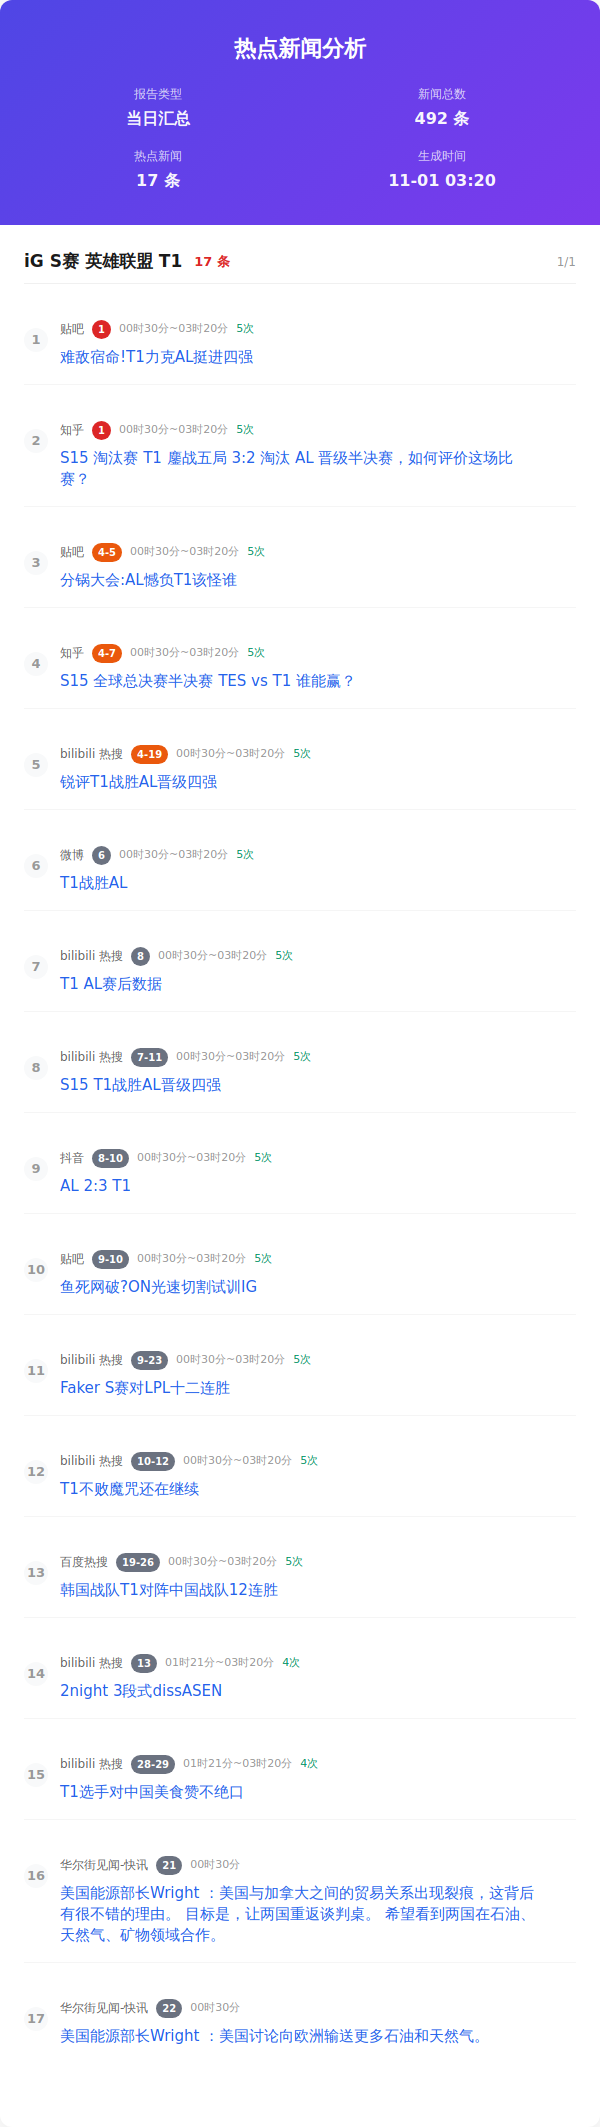 热点新闻分析
报告类型
当日汇总
新闻总数
492 条
热点新闻
17 条
生成时间
11-01 03:20
iG S赛 英雄联盟 T1 17 条 1/1
1
贴吧 1 00时30分~03时20分 5次
难敌宿命!T1力克AL挺进四强
2
知乎 1 00时30分~03时20分 5次
S15 淘汰赛 T1 鏖战五局 3:2 淘汰 AL 晋级半决赛，如何评价这场比
赛？
3
贴吧 4-5 00时30分~03时20分 5次
分锅大会:AL憾负T1该怪谁
4
知乎 4-7 00时30分~03时20分 5次
S15 全球总决赛半决赛 TES vs T1 谁能赢？
5
bilibili 热搜 4-19 00时30分~03时20分 5次
锐评T1战胜AL晋级四强
6
微博 6 00时30分~03时20分 5次
T1战胜AL
7
bilibili 热搜 8 00时30分~03时20分 5次
T1 AL赛后数据
8
bilibili 热搜 7-11 00时30分~03时20分 5次
S15 T1战胜AL晋级四强
9
抖音 8-10 00时30分~03时20分 5次
AL 2:3 T1
10
贴吧 9-10 00时30分~03时20分 5次
鱼死网破?ON光速切割试训IG
11
bilibili 热搜 9-23 00时30分~03时20分 5次
Faker S赛对LPL十二连胜
12
bilibili 热搜 10-12 00时30分~03时20分 5次
T1不败魔咒还在继续
13
百度热搜 19-26 00时30分~03时20分 5次
韩国战队T1对阵中国战队12连胜
14
bilibili 热搜 13 01时21分~03时20分 4次
2night 3段式dissASEN
15
bilibili 热搜 28-29 01时21分~03时20分 4次
T1选手对中国美食赞不绝口
16
华尔街见闻-快讯 21 00时30分
美国能源部长Wright ：美国与加拿大之间的贸易关系出现裂痕，这背后
有很不错的理由。 目标是，让两国重返谈判桌。 希望看到两国在石油、
天然气、矿物领域合作。
17
华尔街见闻-快讯 22 00时30分
美国能源部长Wright ：美国讨论向欧洲输送更多石油和天然气。